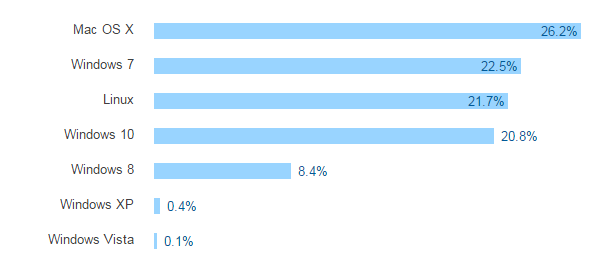 Mac OS X 26.2%
Windows 7 22.5%
Linux 21.7%
Windows 10 20.8%
Windows 8 8.4%
Windows XP 0.4%
Windows Vista 0.1%